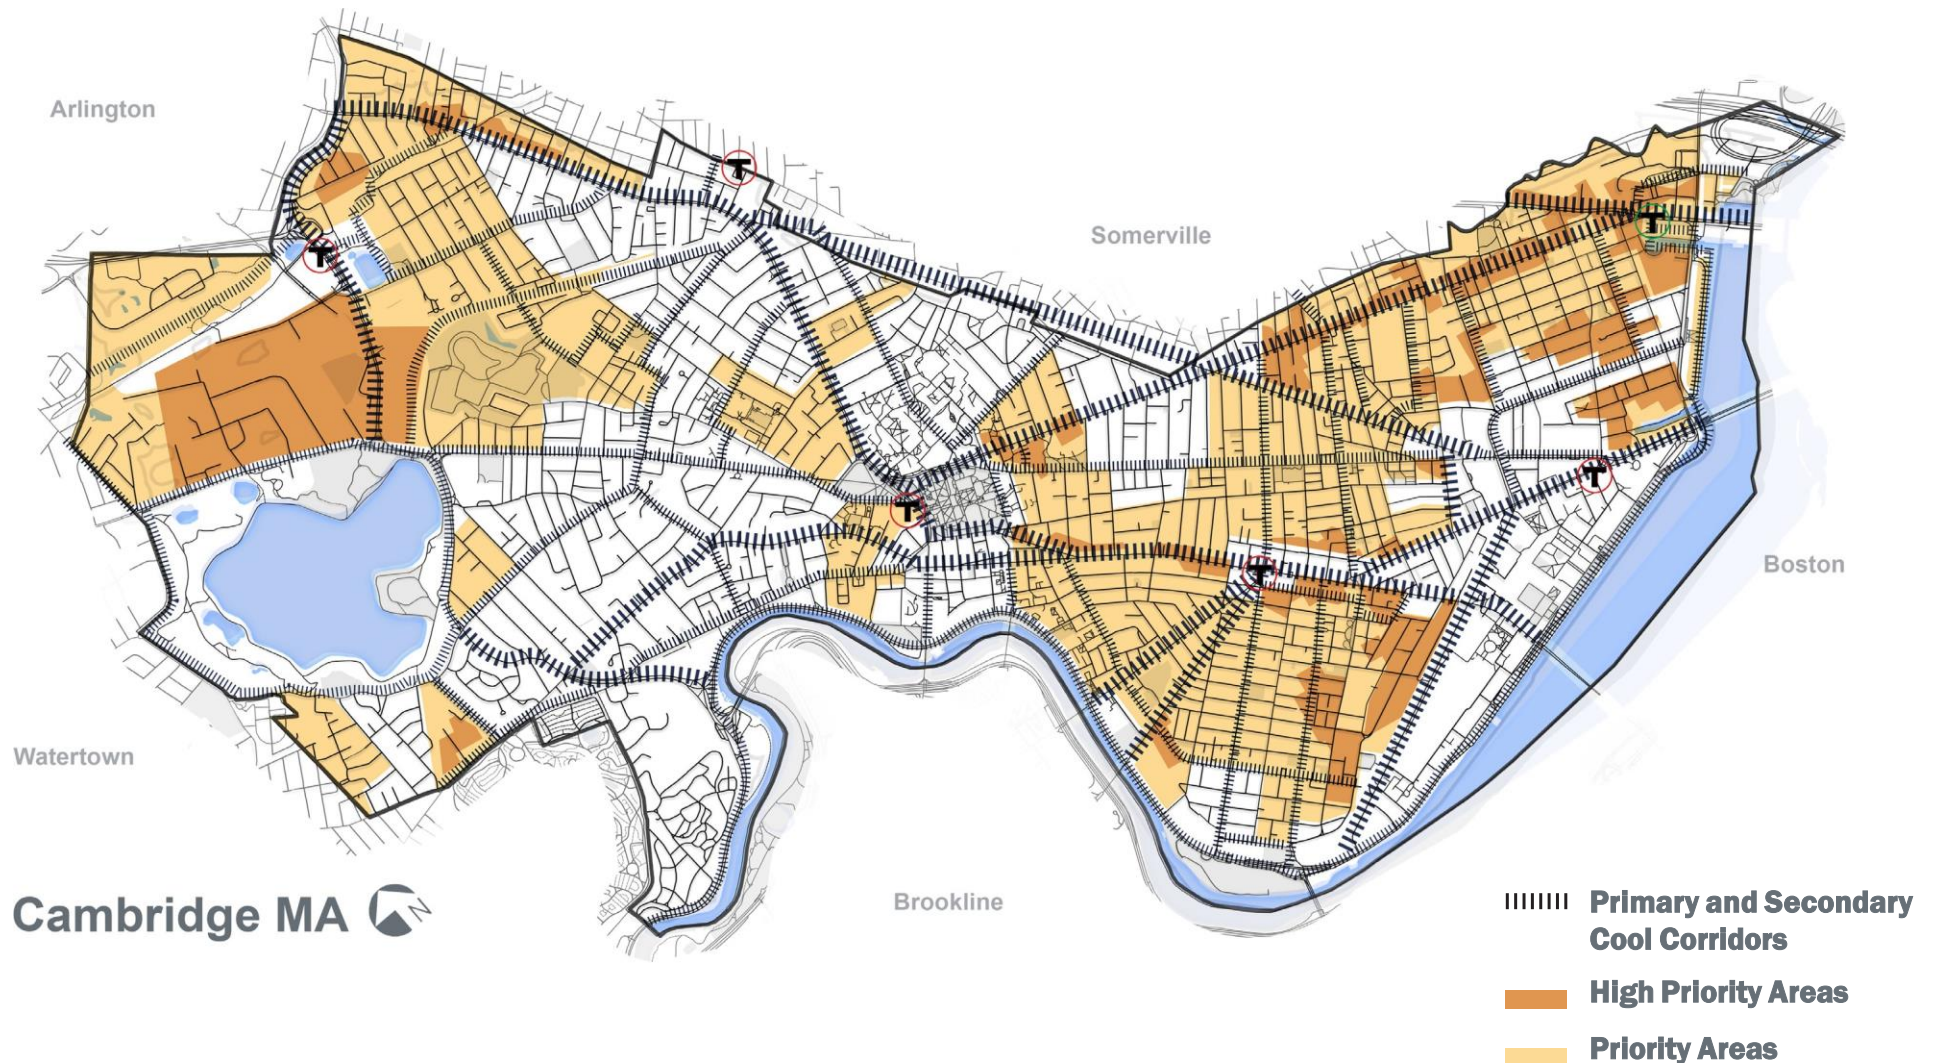 Arlington
Somerville
Boston
Watertown
Brookline
Cambridge MA
N
T
T
T
T
T
T
Primary and Secondary
Cool Corridors
High Priority Areas
Priority Areas